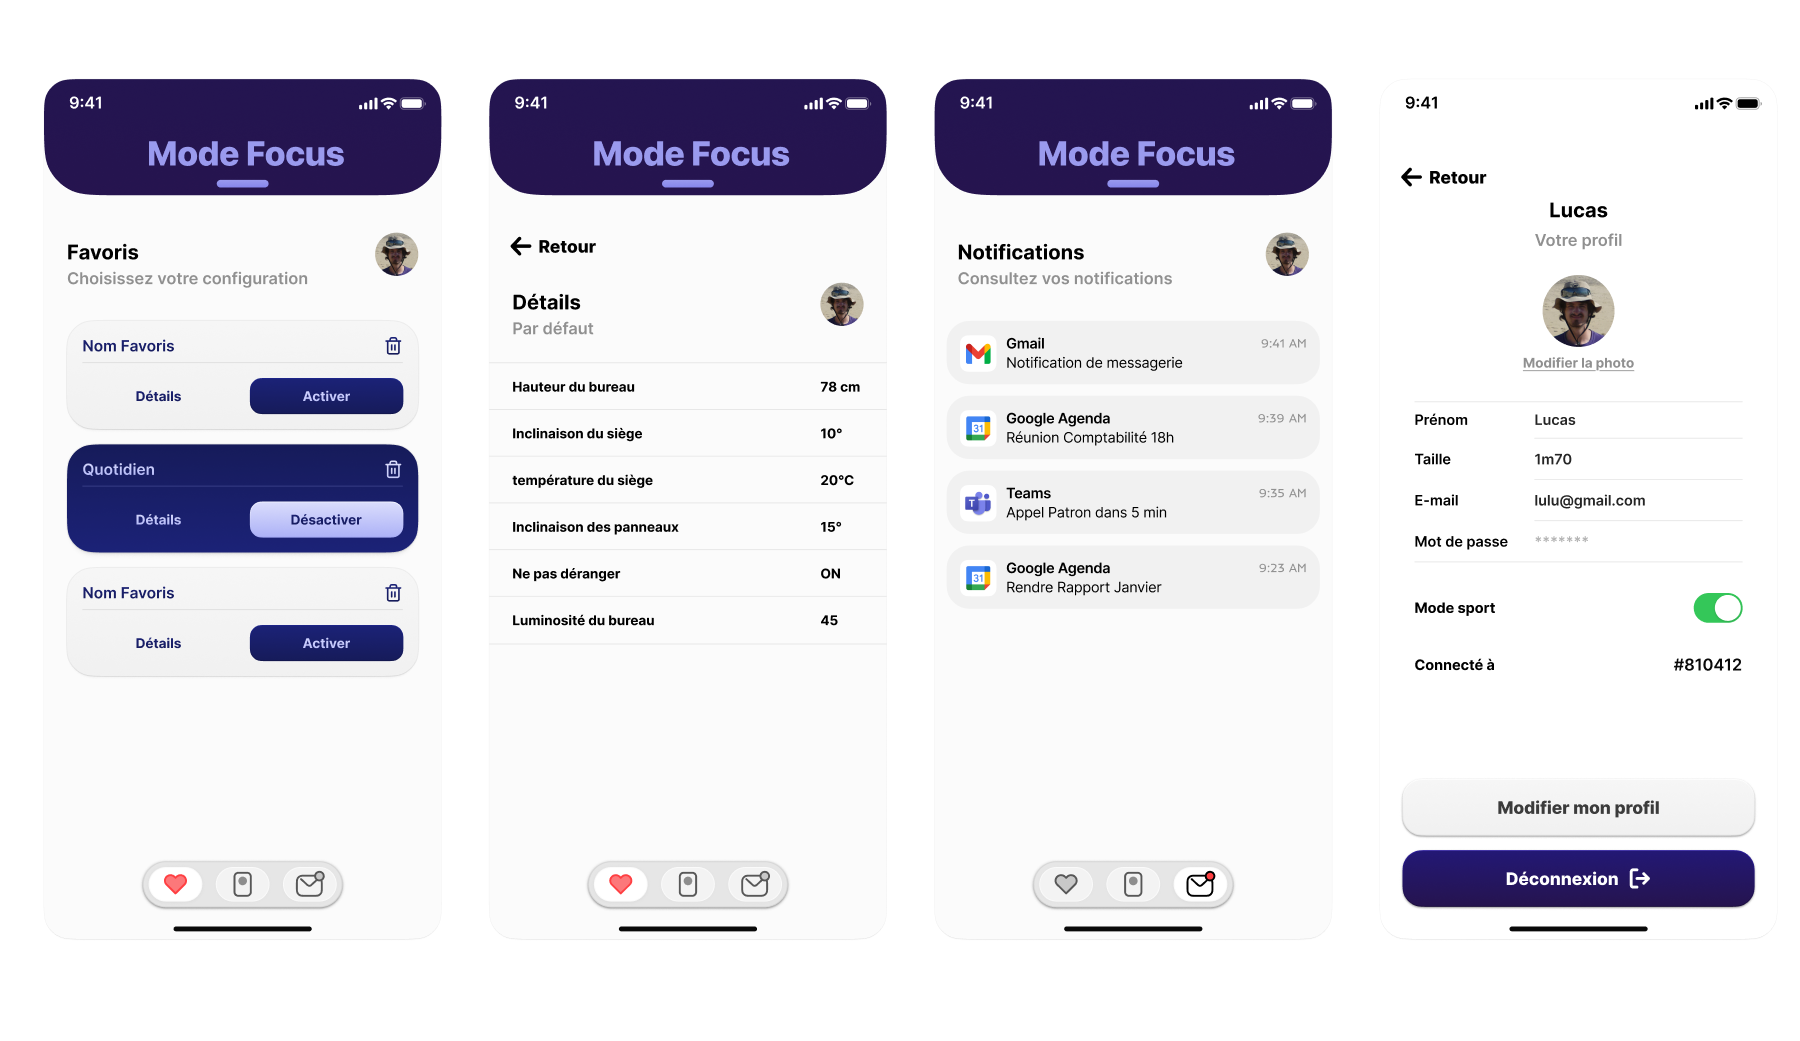 9:41
Mode Focus
Favoris
Choisissez votre configuration
Nom Favoris
Détails
Activer
Quotidien
Détails
Désactiver
Nom Favoris
Détails
Activer
9:41
Mode Focus
Retour
Détails
Par défaut
Hauteur du bureau 78 cm
Inclinaison du siège 10°
température du siège 20°C
Inclinaison des panneaux 15°
Ne pas déranger ON
Luminosité du bureau 45
9:41
Mode Focus
Notifications
Consultez vos notifications
Gmail 9:41 AM
Notification de messagerie
Google Agenda 9:39 AM
31
Réunion Comptabilité 18h
Teams 9:35 AM
T
Appel Patron dans 5 min
Google Agenda 9:23 AM
31
Rendre Rapport Janvier
9:41
Retour
Lucas
Votre profil
Modifier la photo
Prénom Lucas
Taille 1m70
E-mail lulu@gmail.com
Mot de passe *******
Mode sport
Connecté à #810412
Modifier mon profil
Déconnexion